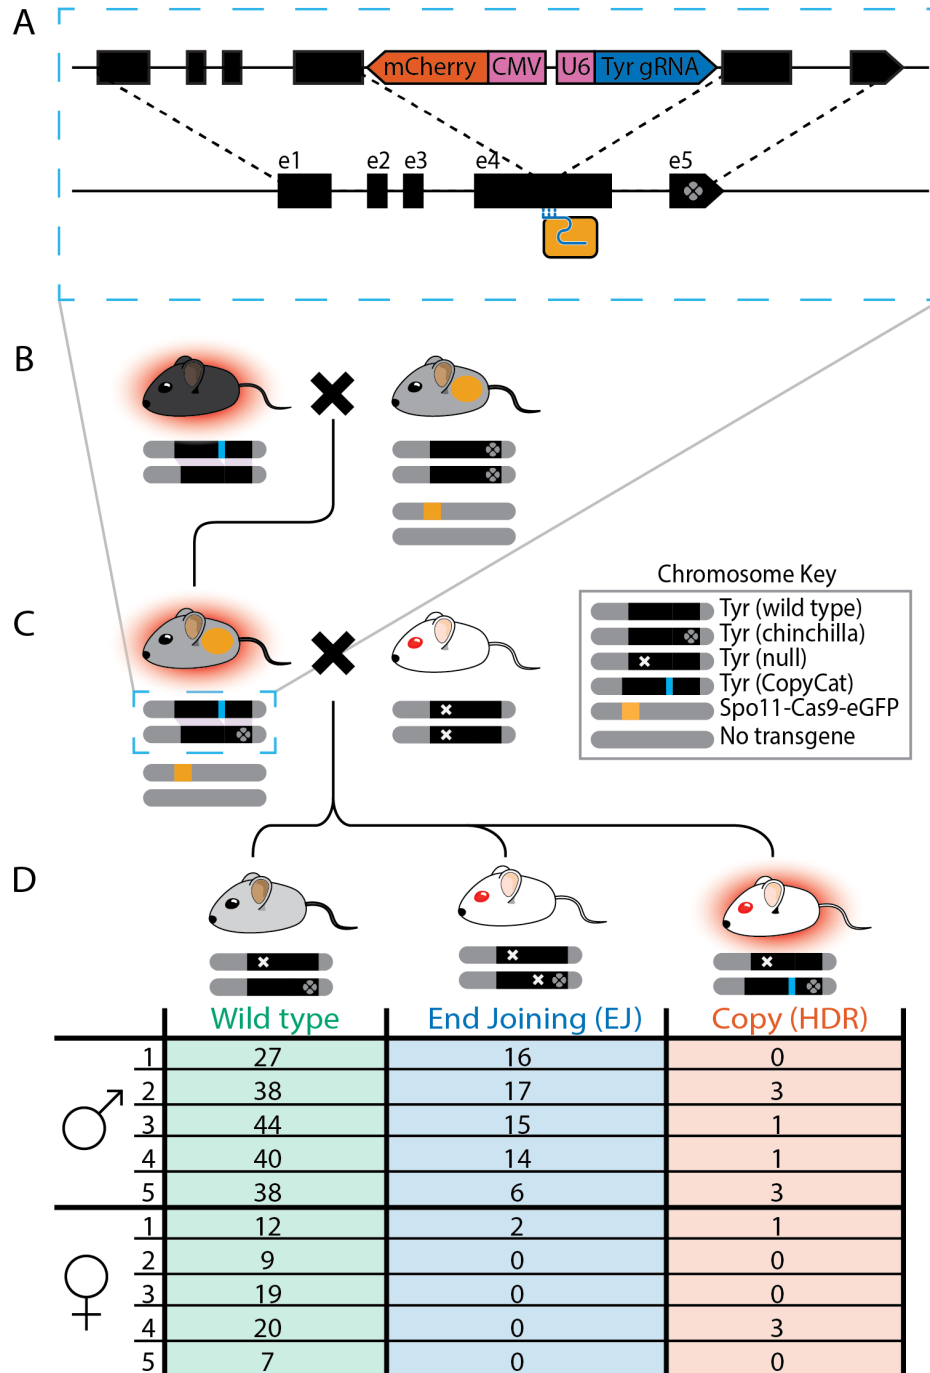 A
mCherry CMV U6 Tyr gRNA
e1 e2 e3 e4 e5
B
Chromosome Key
Tyr (wild type)
Tyr (chinchilla)
Tyr (null)
Tyr (CopyCat)
Spo11-Cas9-eGFP
No transgene
C
D
Wild type End Joining (EJ) Copy (HDR)
♂
1 27 16 0
2 38 17 3
3 44 15 1
4 40 14 1
5 38 6 3
♀
1 12 2 1
2 9 0 0
3 19 0 0
4 20 0 3
5 7 0 0